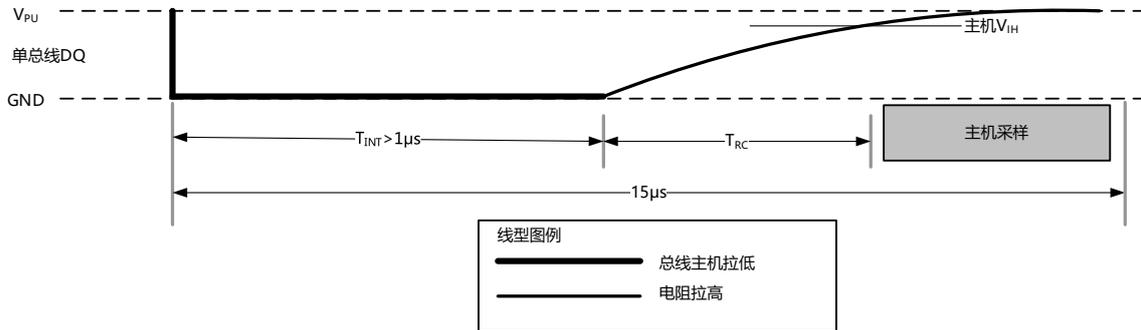 V_PU
主机V_IH
单总线DQ
GND
T_INT>1μs
T_RC
主机采样
15μs
线型图例
总线主机拉低
电阻拉高